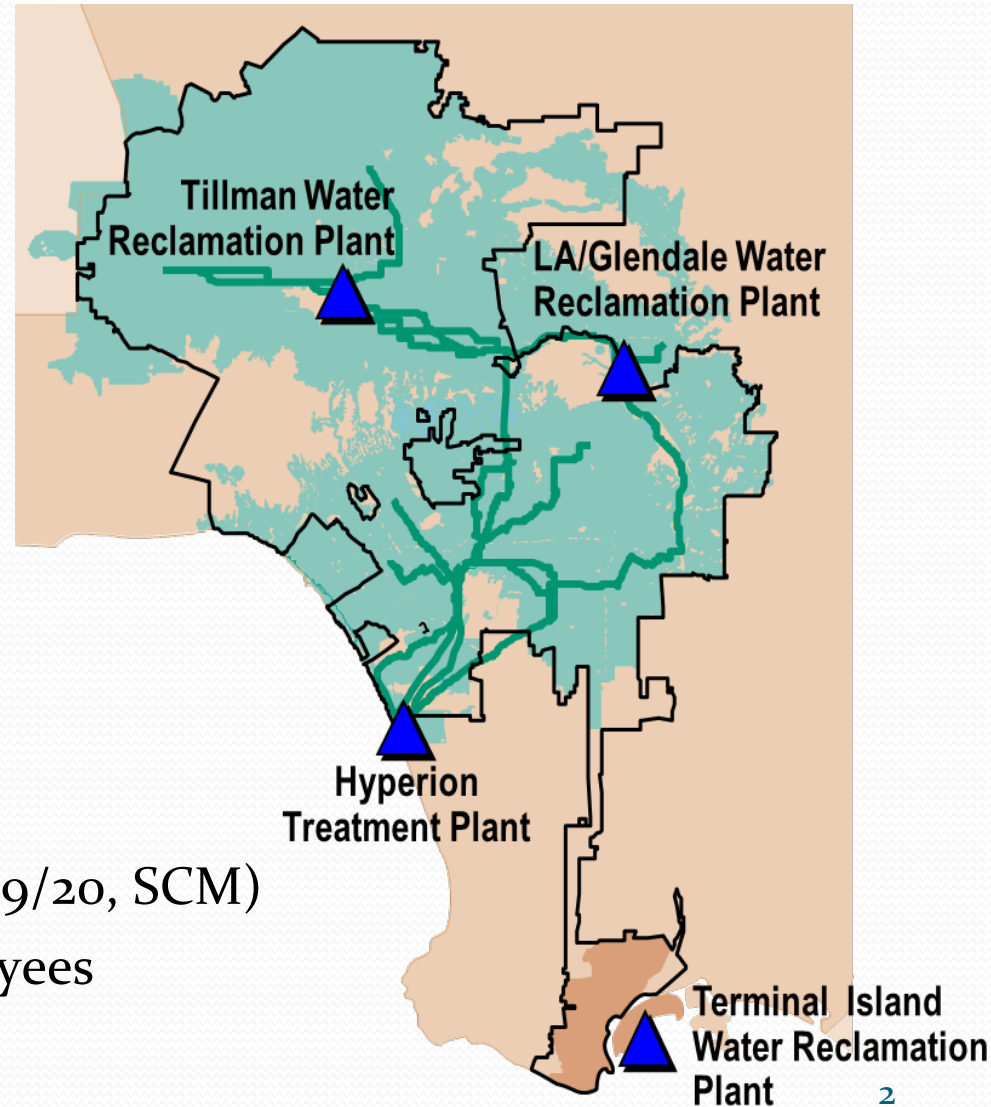 Tillman Water
Reclamation Plant
LA/Glendale Water
Reclamation Plant
Hyperion
Treatment Plant
9/20, SCM)
yees
Terminal Island
Water Reclamation
Plant
2